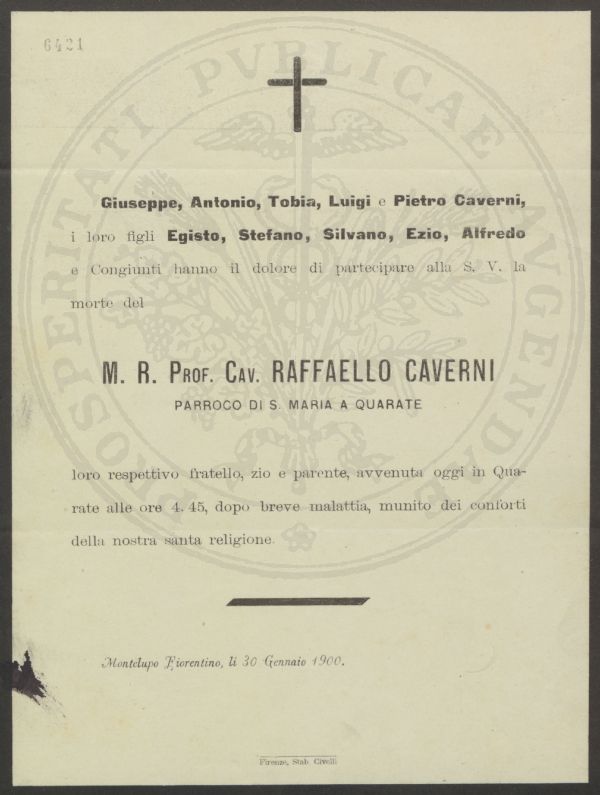 6421
PROSPERITATI PVBLICAE AVGENDAE
Giuseppe, Antonio, Tobia, Luigi e Pietro Caverni,
i loro figli Egisto, Stefano, Silvano, Ezio, Alfredo
e Congiunti hanno il dolore di partecipare alla S. V. la
morte del
M. R. PROF. CAV. RAFFAELLO CAVERNI
PARROCO DI S. MARIA A QUARATE
loro respettivo fratello, zio e parente, avvenuta oggi in Qua-
rate alle ore 4. 45, dopo breve malattia, munito dei conforti
della nostra santa religione.
Montelupo Fiorentino, li 30 Gennaio 1900.
Firenze, Stab. Civelli